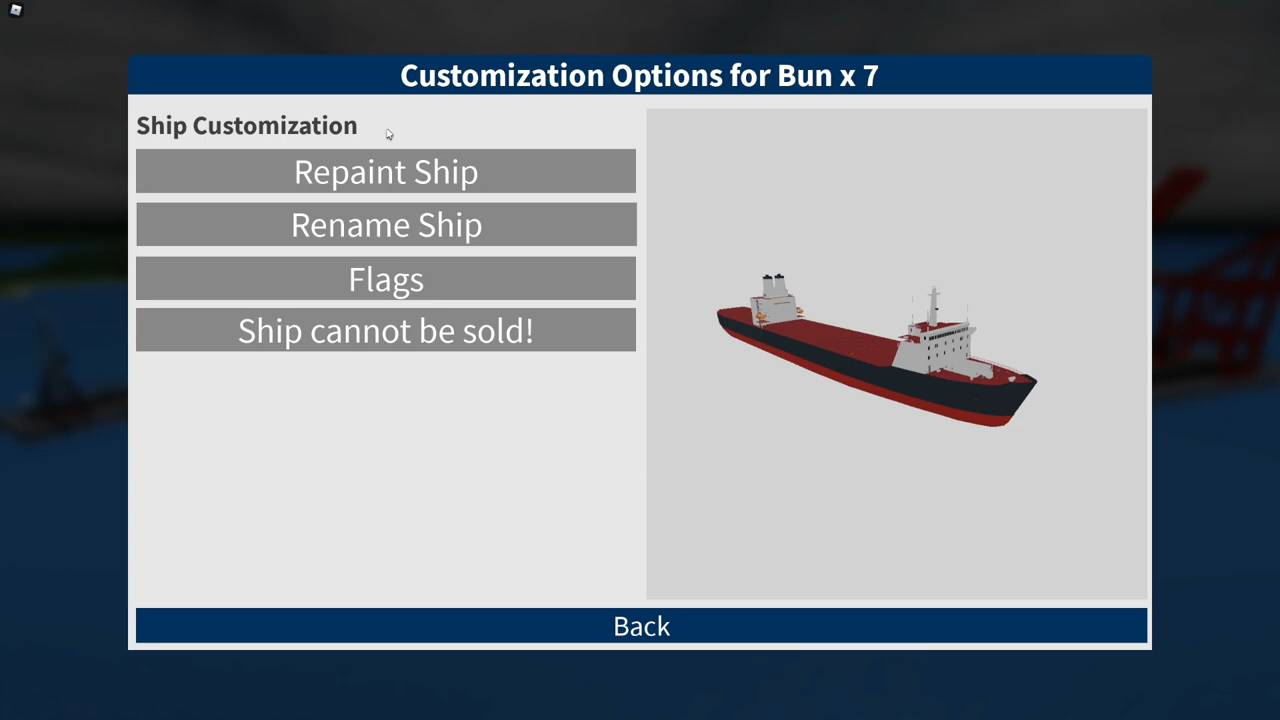 Customization Options for Bun x 7
Ship Customization
Repaint Ship
Rename Ship
Flags
Ship cannot be sold!
Back